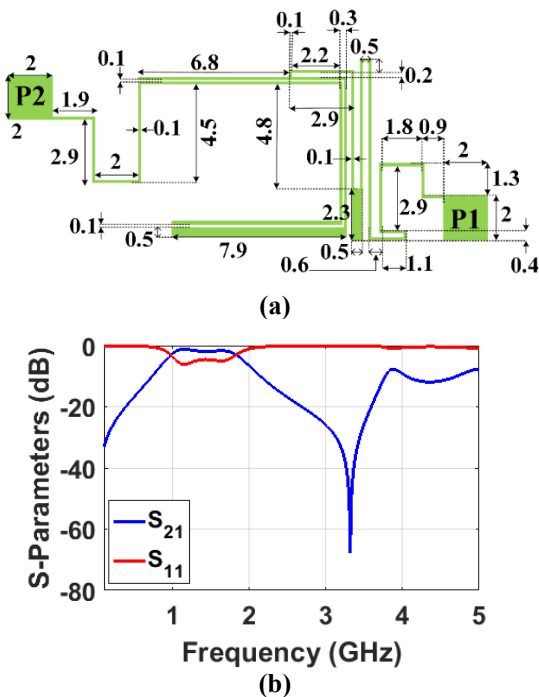 0.1 0.3
6.8 2.2 0.5
2 0.1 0.2
P2 1.9 2.9 1.8 0.9
2 0.1 4.5 4.8 0.1 2 1.3
2.9 2
2.3 2.9 P1 2
0.1
0.5 7.9 0.5 1.1 0.4
0.6
(a)
0
-20
-40
-60
-80
S-Parameters (dB)
S21
S11
1 2 3 4 5
Frequency (GHz)
(b)